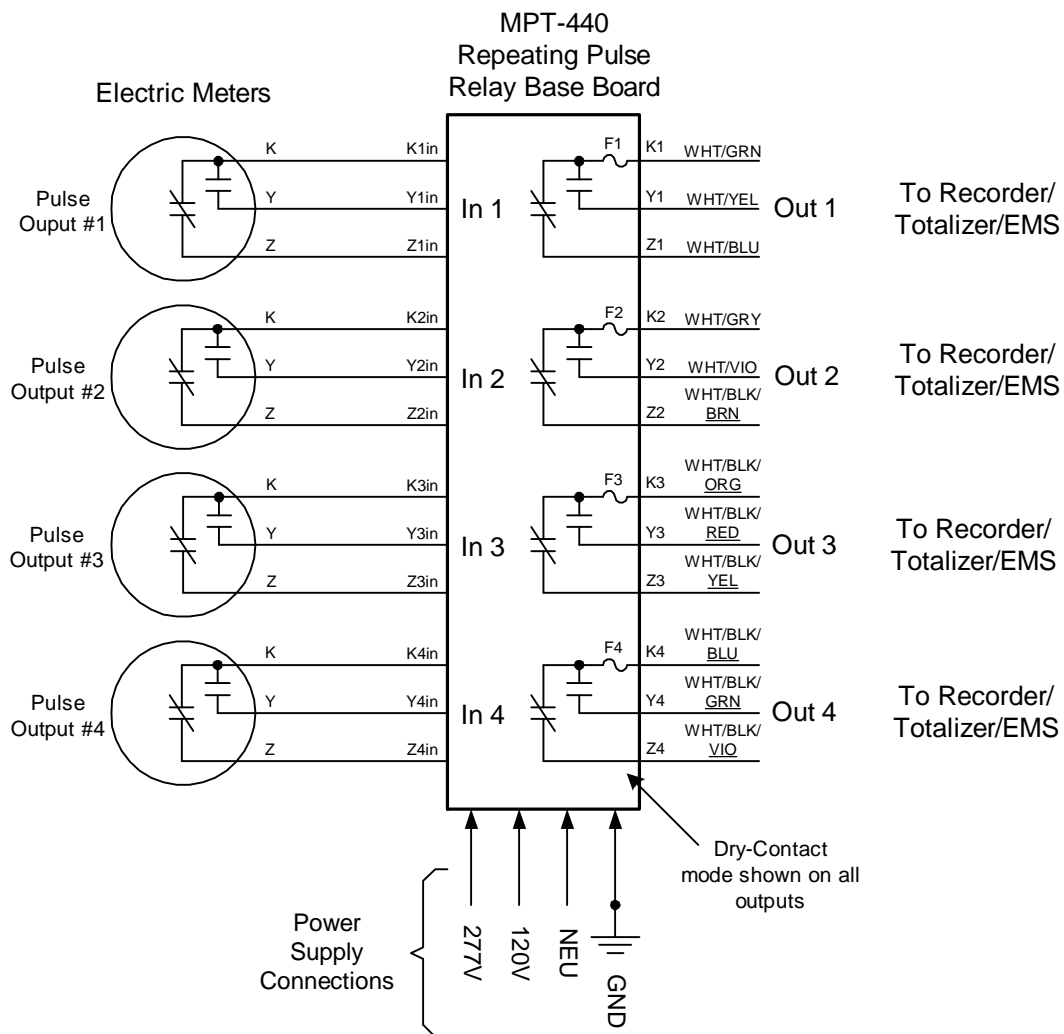 MPT-440
Repeating Pulse
Relay Base Board
Electric Meters
Pulse
Ouput #1
K
Y
Z
K1in
Y1in
Z1in
In 1
F1
K1
Y1
Z1
WHT/GRN
WHT/YEL
WHT/BLU
Out 1
To Recorder/
Totalizer/EMS
Pulse
Output #2
K
Y
Z
K2in
Y2in
Z2in
In 2
F2
K2
Y2
Z2
WHT/GRY
WHT/VIO
WHT/BLK/
BRN
Out 2
To Recorder/
Totalizer/EMS
Pulse
Output #3
K
Y
Z
K3in
Y3in
Z3in
In 3
F3
K3
Y3
Z3
WHT/BLK/
ORG
WHT/BLK/
RED
WHT/BLK/
YEL
Out 3
To Recorder/
Totalizer/EMS
Pulse
Output #4
K
Y
Z
K4in
Y4in
Z4in
In 4
F4
K4
Y4
Z4
WHT/BLK/
BLU
WHT/BLK/
GRN
WHT/BLK/
VIO
Out 4
To Recorder/
Totalizer/EMS
Dry-Contact
mode shown on all
outputs
Power
Supply
Connections
277V
120V
NEU
GND